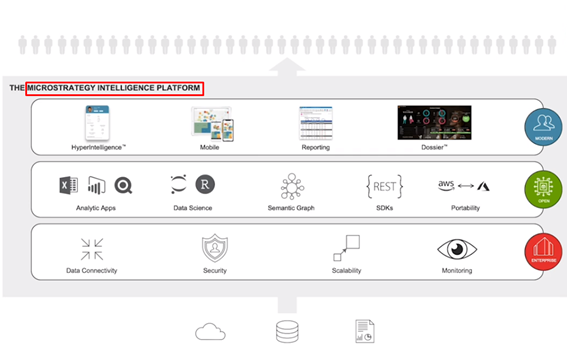 THE MICROSTRATEGY INTELLIGENCE PLATFORM
HyperIntelligence™
Mobile
Reporting
Dossier™
MODERN
R
REST
aws
Analytic Apps
Data Science
Semantic Graph
SDKs
Portability
OPEN
Data Connectivity
Security
Scalability
Monitoring
ENTERPRISE